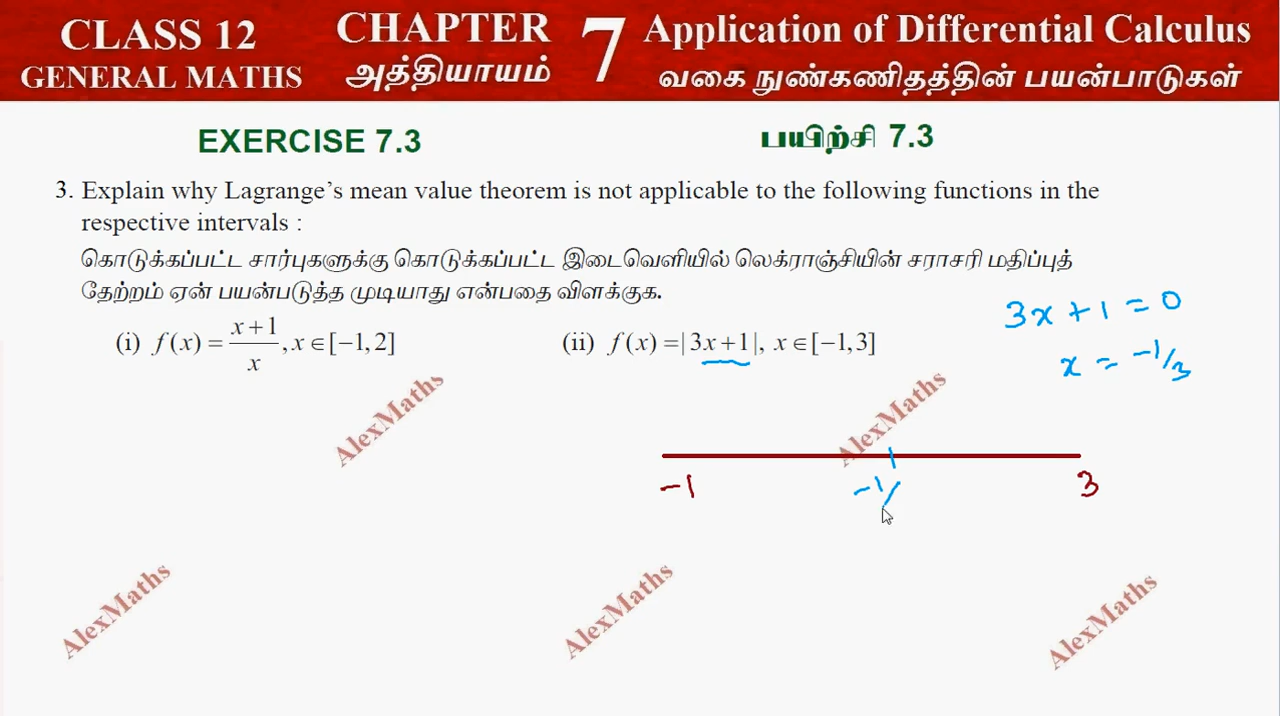 CLASS 12
GENERAL MATHS
CHAPTER
அத்தியாயம்
7
Application of Differential Calculus
வகை நுண்கணிதத்தின் பயன்பாடுகள்
EXERCISE 7.3
பயிற்சி 7.3
3. Explain why Lagrange’s mean value theorem is not applicable to the following functions in the
respective intervals :
கொடுக்கப்பட்ட சார்புகளுக்கு கொடுக்கப்பட்ட இடைவெளியில் லெக்ராஞ்சியின் சராசரி மதிப்புத்
தேற்றம் ஏன் பயன்படுத்த முடியாது என்பதை விளக்குக.
3x + 1 = 0
(i) f(x) = x+1/x, x ∈ [−1, 2]
(ii) f(x) = | 3x + 1 |, x ∈ [−1, 3]
x = -1/3
AlexMaths
AlexMaths
-1
-1/
3
AlexMaths
AlexMaths
AlexMaths